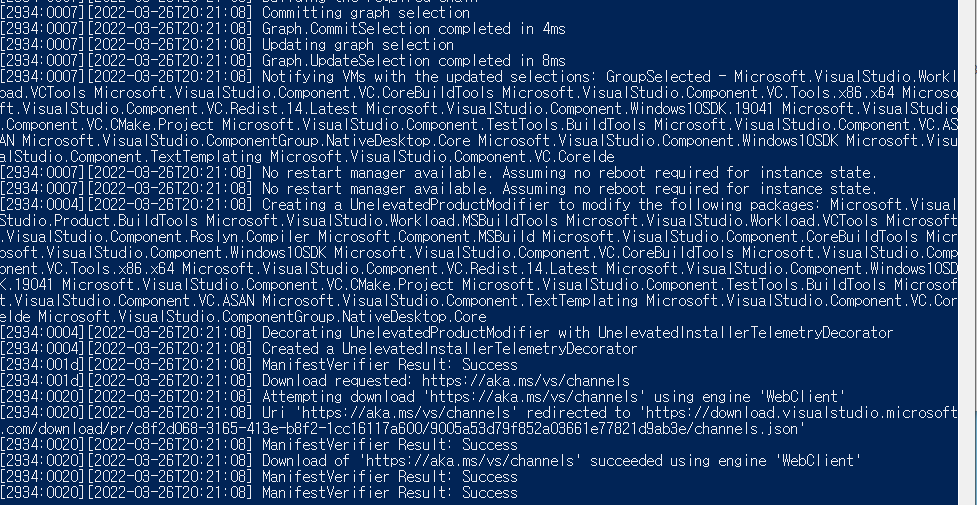 [2934:0007][2022-03-26T20:21:08] Building the required chain
[2934:0007][2022-03-26T20:21:08] Committing graph selection
[2934:0007][2022-03-26T20:21:08] Graph.CommitSelection completed in 4ms
[2934:0007][2022-03-26T20:21:08] Updating graph selection
[2934:0007][2022-03-26T20:21:08] Graph.UpdateSelection completed in 8ms
[2934:0007][2022-03-26T20:21:08] Notifying VMs with the updated selections: GroupSelected - Microsoft.VisualStudio.Workl
oad.VCTools Microsoft.VisualStudio.Component.VC.CoreBuildTools Microsoft.VisualStudio.Component.VC.Tools.x86.x64 Microso
ft.VisualStudio.Component.VC.Redist.14.Latest Microsoft.VisualStudio.Component.Windows10SDK.19041 Microsoft.VisualStudio
.Component.VC.CMake.Project Microsoft.VisualStudio.Component.TestTools.BuildTools Microsoft.VisualStudio.Component.VC.AS
AN Microsoft.VisualStudio.ComponentGroup.NativeDesktop.Core Microsoft.VisualStudio.Component.Windows10SDK Microsoft.Visu
alStudio.Component.TextTemplating Microsoft.VisualStudio.Component.VC.CoreIde
[2934:0007][2022-03-26T20:21:08] No restart manager available. Assuming no reboot required for instance state.
[2934:0007][2022-03-26T20:21:08] No restart manager available. Assuming no reboot required for instance state.
[2934:0004][2022-03-26T20:21:08] Creating a UnelevatedProductModifier to modify the following packages: Microsoft.Visual
Studio.Product.BuildTools Microsoft.VisualStudio.Workload.MSBuildTools Microsoft.VisualStudio.Workload.VCTools Microsoft
.VisualStudio.Component.Roslyn.Compiler Microsoft.Component.MSBuild Microsoft.VisualStudio.Component.CoreBuildTools Micr
osoft.VisualStudio.Component.Windows10SDK Microsoft.VisualStudio.Component.VC.CoreBuildTools Microsoft.VisualStudio.Comp
onent.VC.Tools.x86.x64 Microsoft.VisualStudio.Component.VC.Redist.14.Latest Microsoft.VisualStudio.Component.Windows10SD
K.19041 Microsoft.VisualStudio.Component.VC.CMake.Project Microsoft.VisualStudio.Component.TestTools.BuildTools Microsof
t.VisualStudio.Component.VC.ASAN Microsoft.VisualStudio.Component.TextTemplating Microsoft.VisualStudio.Component.VC.Cor
eIde Microsoft.VisualStudio.ComponentGroup.NativeDesktop.Core
[2934:0004][2022-03-26T20:21:08] Decorating UnelevatedProductModifier with UnelevatedInstallerTelemetryDecorator
[2934:0004][2022-03-26T20:21:08] Created a UnelevatedInstallerTelemetryDecorator
[2934:001d][2022-03-26T20:21:08] ManifestVerifier Result: Success
[2934:001d][2022-03-26T20:21:08] Download requested: https://aka.ms/vs/channels
[2934:0020][2022-03-26T20:21:08] Attempting download 'https://aka.ms/vs/channels' using engine 'WebClient'
[2934:0020][2022-03-26T20:21:08] Uri 'https://aka.ms/vs/channels' redirected to 'https://download.visualstudio.microsoft
.com/download/pr/c8f2d068-3165-413e-b8f2-1cc16117a600/9005a53d79f852a03661e77821d9ab3e/channels.json'
[2934:0020][2022-03-26T20:21:08] ManifestVerifier Result: Success
[2934:0020][2022-03-26T20:21:08] Download of 'https://aka.ms/vs/channels' succeeded using engine 'WebClient'
[2934:0020][2022-03-26T20:21:08] ManifestVerifier Result: Success
[2934:0020][2022-03-26T20:21:08] ManifestVerifier Result: Success